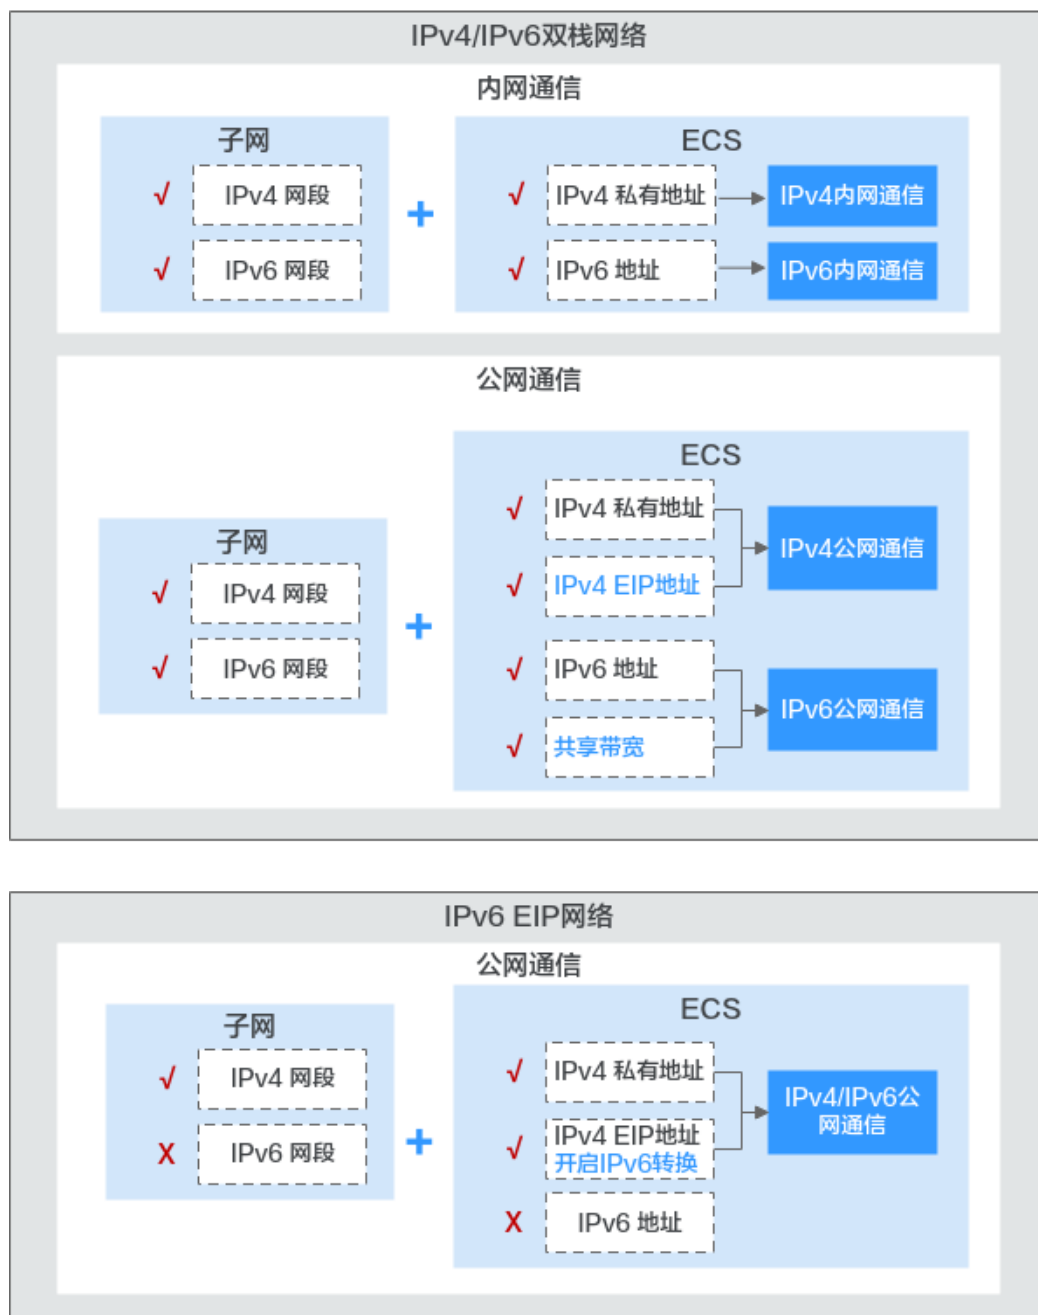 IPv4/IPv6双栈网络
内网通信
子网
√ IPv4 网段
√ IPv6 网段
+
ECS
√ IPv4 私有地址
IPv4内网通信
√ IPv6 地址
IPv6内网通信
公网通信
子网
√ IPv4 网段
√ IPv6 网段
+
ECS
√ IPv4 私有地址
√ IPv4 EIP地址
IPv4公网通信
√ IPv6 地址
√ 共享带宽
IPv6公网通信
IPv6 EIP网络
公网通信
子网
√ IPv4 网段
X IPv6 网段
+
ECS
√ IPv4 私有地址
√ IPv4 EIP地址
开启IPv6转换
IPv4/IPv6公
网通信
X IPv6 地址